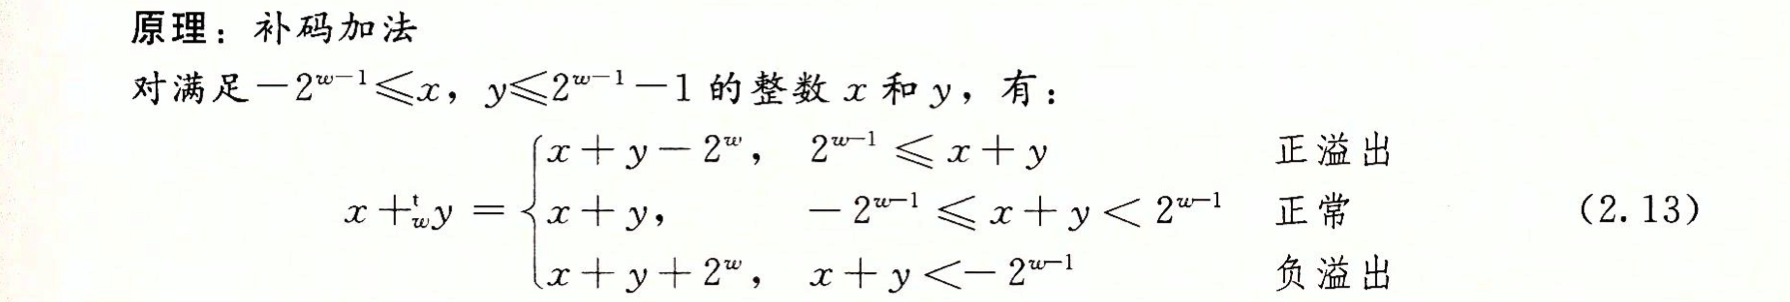 原理：补码加法
对满足 $-2^{w-1} \leqslant x, y \leqslant 2^{w-1}-1$ 的整数 $x$ 和 $y$，有：
$$x +_w^t y = \begin{cases} x+y-2^w, & 2^{w-1} \leqslant x+y & \text{正溢出} \\ x+y, & -2^{w-1} \leqslant x+y < 2^{w-1} & \text{正常} \\ x+y+2^w, & x+y < -2^{w-1} & \text{负溢出} \end{cases} \quad (2.13)$$